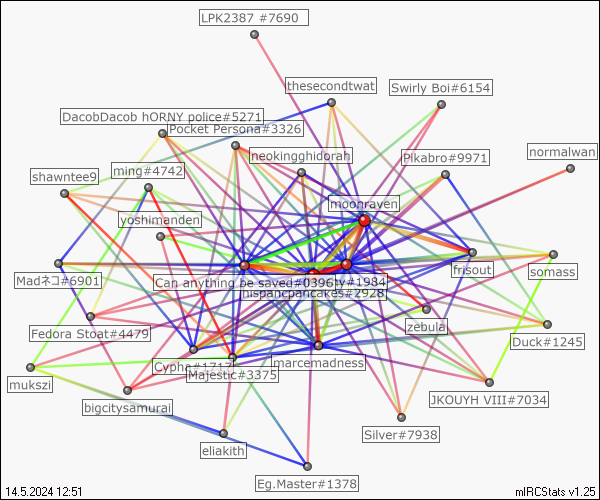 LPK2387 #7690
thesecondtwat
Swirly Boi#6154
DacobDacob hORNY police#5271
Pocket Persona#3326
neokingghidorah
Pikabro#9971
normalwan
ming#4742
shawntee9
moonraven
yoshimanden
Madネコ#6901
Can anything be saved#0396
#1984
frisout
somass
pancakes#2928
Fedora Stoat#4479
zebula
Duck#1245
Cypha#1717
marcemadness
Majestic#3375
mukszi
bigcitysamurai
JKOUYH VIII#7034
Silver#7938
eliakith
Eg.Master#1378
14.5.2024 12:51
mIRCStats v1.25